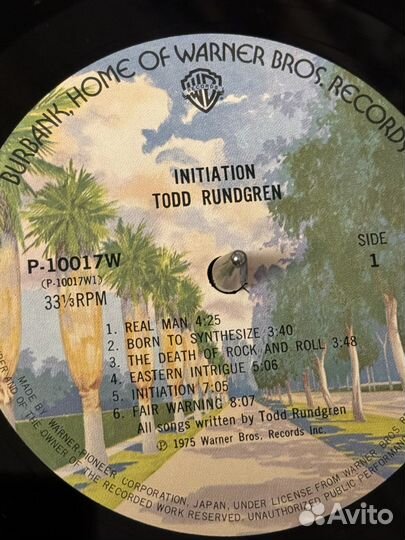 BURBANK, HOME OF WARNER BROS. RECORDS
RECORDS
INITIATION
TODD RUNDGREN
P-10017W
(P-10017W1)
33⅓RPM
SIDE
1
1. REAL MAN 4:25
2. BORN TO SYNTHESIZE 3:40
3. THE DEATH OF ROCK AND ROLL 3:48
4. EASTERN INTRIGUE 5:06
5. INITIATION 7:05
6. FAIR WARNING 8:07
All songs written by Todd Rundgren
℗ 1975 Warner Bros. Records Inc.
MADE BY WARNER-PIONEER CORPORATION, JAPAN, UNDER LICENSE FROM WARNER BROS
AND OF THE OWNER OF THE RECORDED WORK RESERVED. UNAUTHORIZED PUBLIC PERFORMANCE
Avito